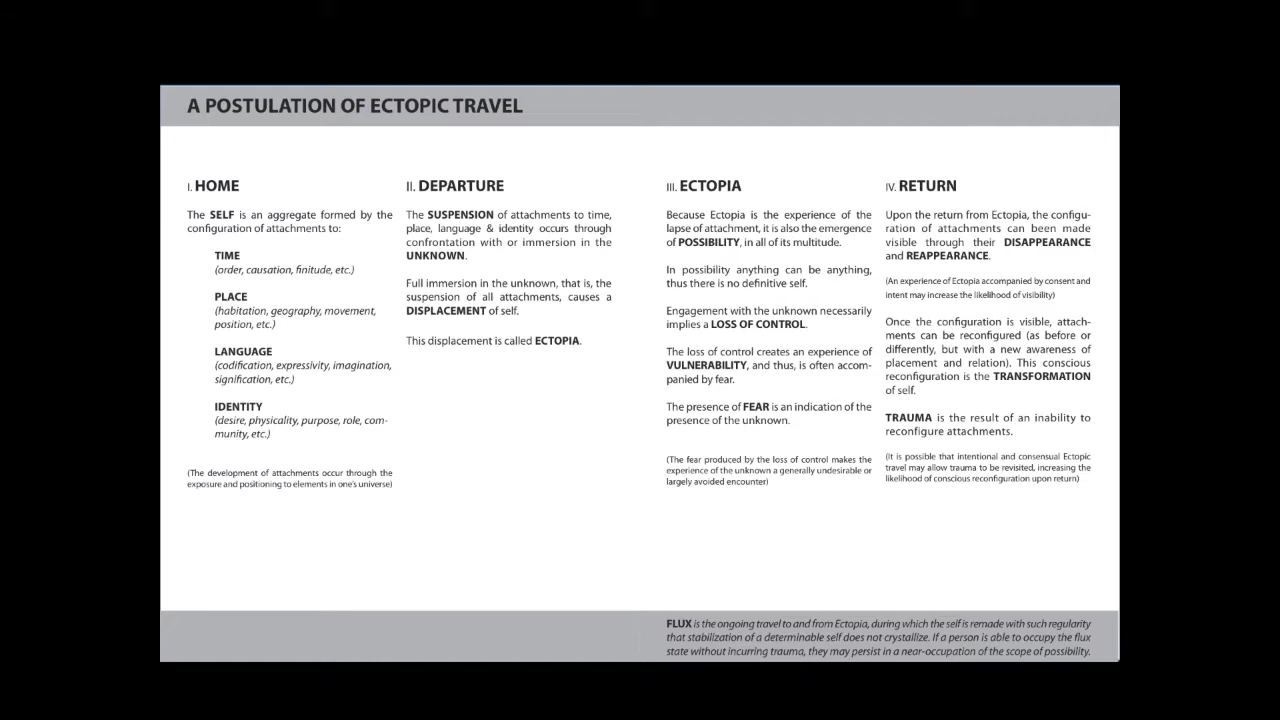 A POSTULATION OF ECTOPIC TRAVEL
I. HOME
The SELF is an aggregate formed by the
configuration of attachments to:
TIME
(order, causation, finitude, etc.)
PLACE
(habitation, geography, movement,
position, etc.)
LANGUAGE
(codification, expressivity, imagination,
signification, etc.)
IDENTITY
(desire, physicality, purpose, role, com-
munity, etc.)
(The development of attachments occur through the
exposure and positioning to elements in one's universe)
II. DEPARTURE
The SUSPENSION of attachments to time,
place, language & identity occurs through
confrontation with or immersion in the
UNKNOWN.
Full immersion in the unknown, that is, the
suspension of all attachments, causes a
DISPLACEMENT of self.
This displacement is called ECTOPIA.
III. ECTOPIA
Because Ectopia is the experience of the
lapse of attachment, it is also the emergence
of POSSIBILITY, in all of its multitude.
In possibility anything can be anything,
thus there is no definitive self.
Engagement with the unknown necessarily
implies a LOSS OF CONTROL.
The loss of control creates an experience of
VULNERABILITY, and thus, is often accom-
panied by fear.
The presence of FEAR is an indication of the
presence of the unknown.
(The fear produced by the loss of control makes the
experience of the unknown a generally undesirable or
largely avoided encounter)
IV. RETURN
Upon the return from Ectopia, the configu-
ration of attachments can been made
visible through their DISAPPEARANCE
and REAPPEARANCE.
(An experience of Ectopia accompanied by consent and
intent may increase the likelihood of visibility)
Once the configuration is visible, attach-
ments can be reconfigured (as before or
differently, but with a new awareness of
placement and relation). This conscious
reconfiguration is the TRANSFORMATION
of self.
TRAUMA is the result of an inability to
reconfigure attachments.
(It is possible that intentional and consensual Ectopic
travel may allow trauma to be revisited, increasing the
likelihood of conscious reconfiguration upon return)
FLUX is the ongoing travel to and from Ectopia, during which the self is remade with such regularity
that stabilization of a determinable self does not crystallize. If a person is able to occupy the flux
state without incurring trauma, they may persist in a near-occupation of the scope of possibility.